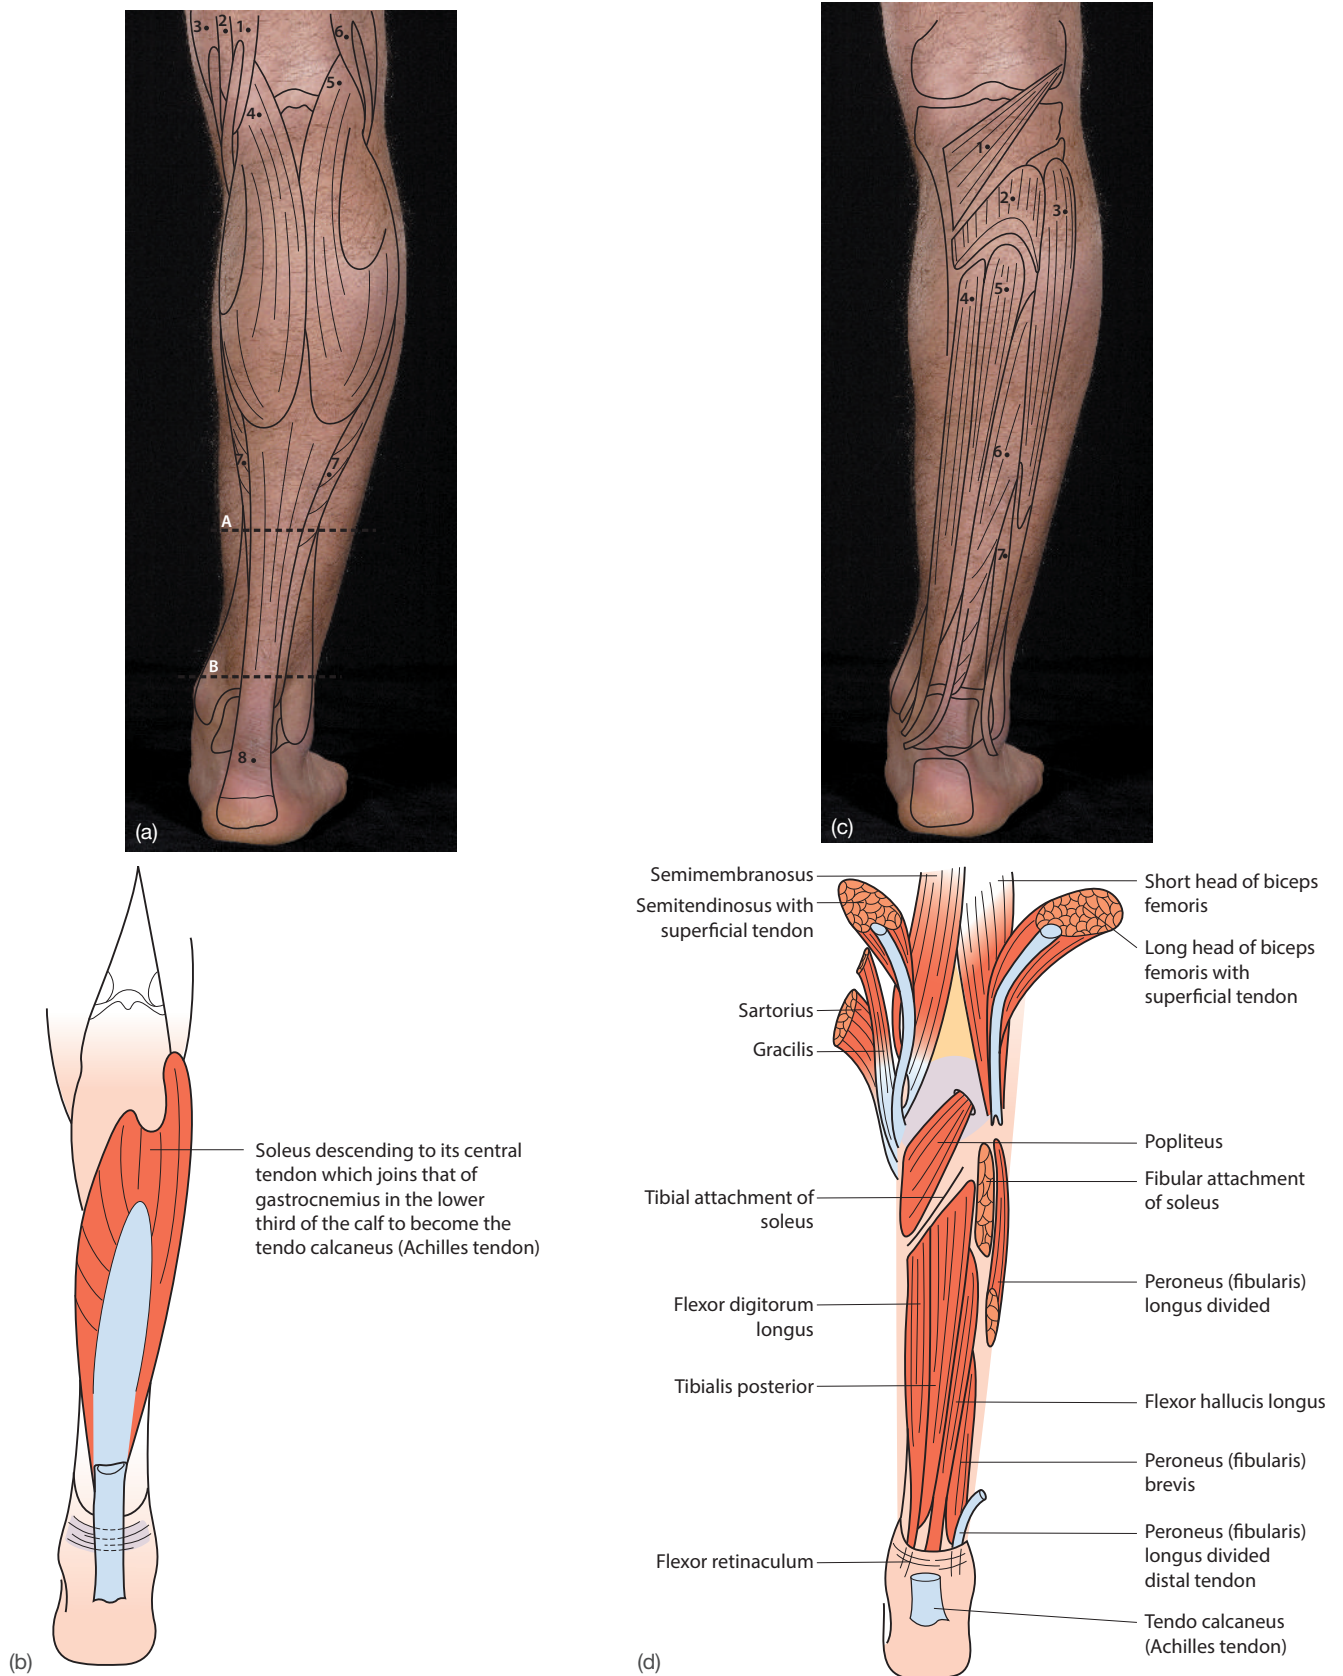 3
2
1
6
5
4
7
7
A
B
8
(a)
1
2
3
4
5
6
7
(c)
Soleus descending to its central
tendon which joins that of
gastrocnemius in the lower
third of the calf to become the
tendo calcaneus (Achilles tendon)
(b)
Semimembranosus
Semitendinosus with
superficial tendon
Sartorius
Gracilis
Tibial attachment of
soleus
Flexor digitorum
longus
Tibialis posterior
Flexor retinaculum
Short head of biceps
femoris
Long head of biceps
femoris with
superficial tendon
Popliteus
Fibular attachment
of soleus
Peroneus (fibularis)
longus divided
Flexor hallucis longus
Peroneus (fibularis)
brevis
Peroneus (fibularis)
longus divided
distal tendon
Tendo calcaneus
(Achilles tendon)
(d)